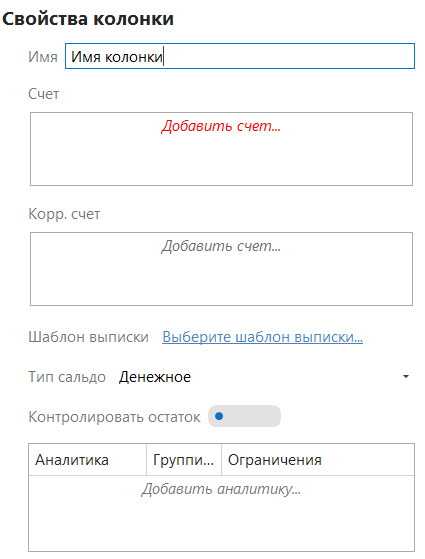 Свойства колонки
Имя Имя колонки
Счет
Добавить счет...
Корр. счет
Добавить счет...
Шаблон выписки Выберите шаблон выписки...
Тип сальдо Денежное
Контролировать остаток
Аналитика Группи... Ограничения
Добавить аналитику...